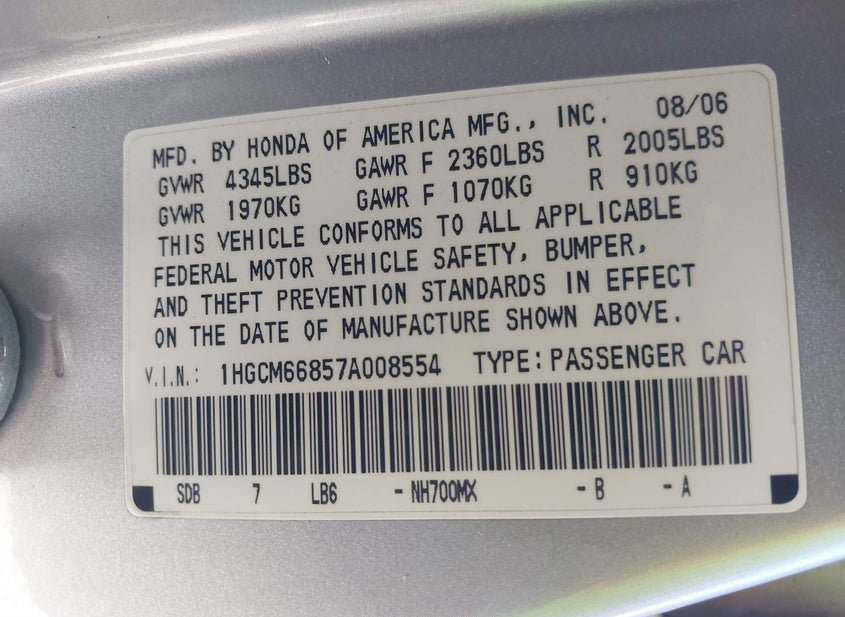 MFD. BY HONDA OF AMERICA MFG., INC. 08/06
GVWR 4345LBS GAWR F 2360LBS R 2005LBS
GVWR 1970KG GAWR F 1070KG R 910KG
THIS VEHICLE CONFORMS TO ALL APPLICABLE
FEDERAL MOTOR VEHICLE SAFETY, BUMPER,
AND THEFT PREVENTION STANDARDS IN EFFECT
ON THE DATE OF MANUFACTURE SHOWN ABOVE.
V.I.N.: 1HGCM66857A008554 TYPE:PASSENGER CAR
SDB 7 LB6 - NH700MX - B - A